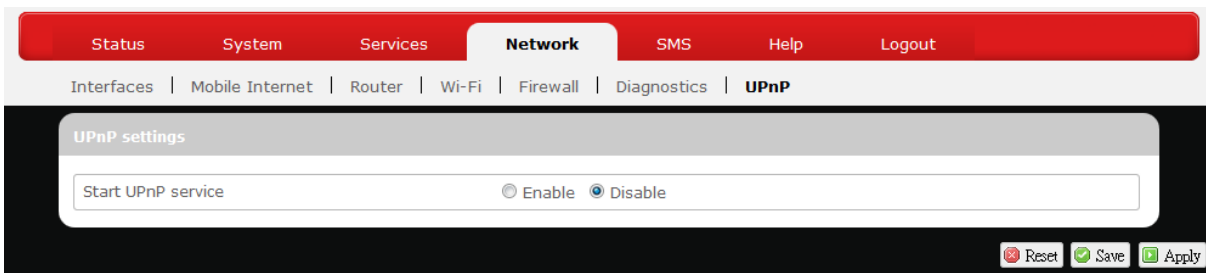 Status System Services Network SMS Help Logout
Interfaces | Mobile Internet | Router | Wi-Fi | Firewall | Diagnostics | UPnP
UPnP settings
Start UPnP service Enable Disable
Reset Save Apply